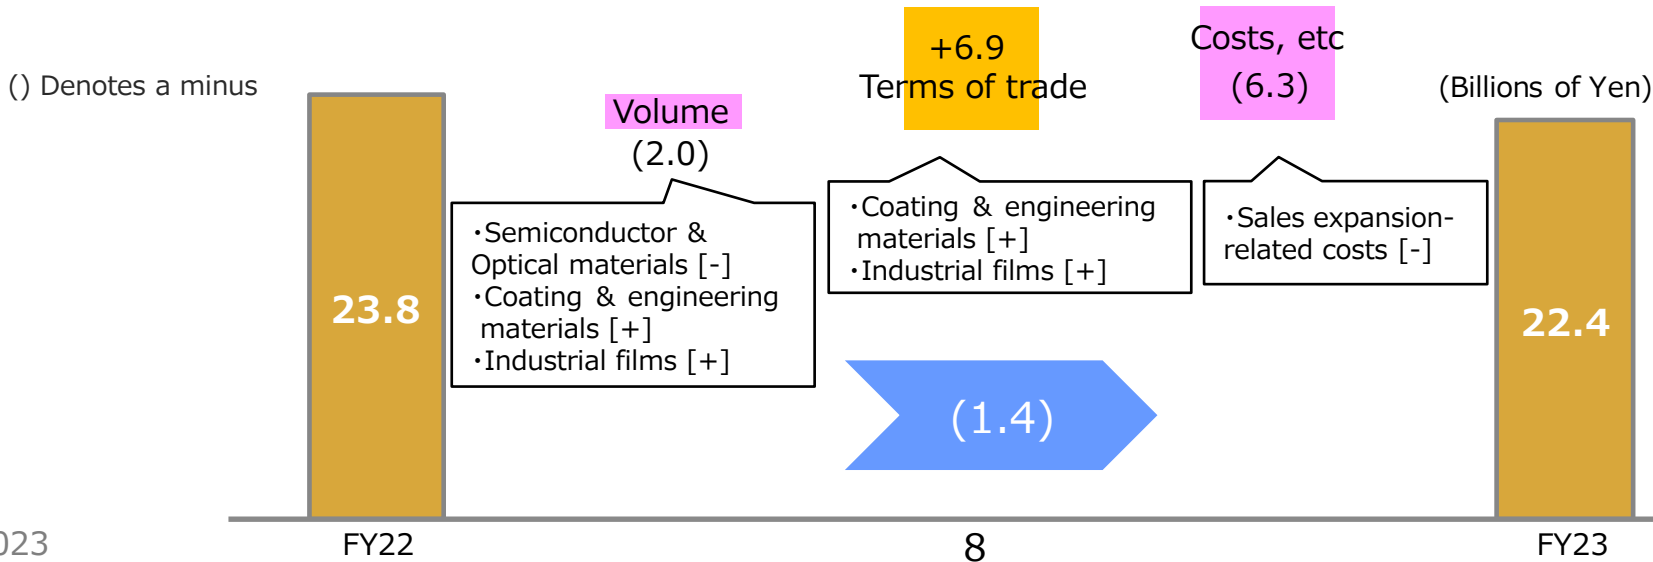 () Denotes a minus
(Billions of Yen)
23.8
Volume
(2.0)
・Semiconductor &
Optical materials [-]
・Coating & engineering
materials [+]
・Industrial films [+]
+6.9
Terms of trade
・Coating & engineering
materials [+]
・Industrial films [+]
Costs, etc
(6.3)
・Sales expansion-
related costs [-]
(1.4)
22.4
FY22
FY23
023
8